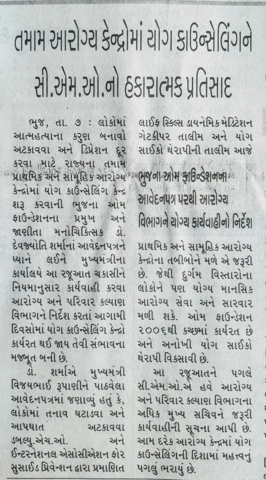 તમામ આરોગ્ય કેન્દ્રોમાં યોગ કાઉન્સેલિંગને
સી.એમ.ઓ.નો હકારાત્મક પ્રતિસાદ
ભુજ, તા. ૭ : લોકોમાં
આત્મહત્યાના કરુણ બનાવો
અટકાવવા અને ડિપ્રેશન દૂર
કરવા માટે રાજ્યના તમામ
પ્રાથમિક અને સામૂહિક આરોગ્ય
કેન્દ્રમાં યોગ કાઉન્સેલિંગ કેન્દ્ર
શરૂ કરવાની ભુજના ઓમ
ફાઉન્ડેશનના પ્રમુખ અને
જાણીતા મનોચિકિત્સક ડો.
દેવજ્યોતિ શર્માનાં આવેદનપત્રને
ધ્યાને લઈને મુખ્યમંત્રીના
કાર્યાલયે આ રજૂઆત ચકાસીને
નિયમાનુસાર કાર્યવાહી કરવા
આરોગ્ય અને પરિવાર કલ્યાણ
વિભાગને નિર્દેશ કરતાં આગામી
દિવસોમાં યોગ કાઉન્સેલિંગ કેન્દ્રો
કાર્યરત થઈ જાય તેવી સંભાવના
મજબૂત બની છે.
ડો. શર્માએ મુખ્યમંત્રી
વિજયભાઈ રૂપાણીને પાઠવેલા
આવેદનપત્રમાં જણાવ્યું હતું કે,
લોકોમાં તનાવ ઘટાડવા અને
આપઘાત અટકાવવા
ડબલ્યુ.એચ.ઓ. અને
ઈન્ટરનેશનલ એસોસીએશન ફોર
સુસાઈડ પ્રિવેન્શન દ્વારા પ્રમાણિત
લાઈફ સ્કિલ્સ ડાયનેમિક મેડિટેશન
ગેટકીપર તાલીમ અને યોગ
સાઈકો થેરાપીની તાલીમ આજે
ભુજના ઓમ ફાઉન્ડેશનના
આવેદનપત્ર પરથી આરોગ્ય
વિભાગને યોગ્ય કાર્યવાહીનો નિર્દેશ
પ્રાથમિક અને સામૂહિક આરોગ્ય
કેન્દ્રોના તબીબોને મળે એ જરૂરી
છે. જેથી દુર્ગમ વિસ્તારોના
લોકોને પણ યોગ્ય માનસિક
આરોગ્ય સેવા અને સારવાર
મળી શકે. ઓમ ફાઉન્ડેશન
૨૦૦૬થી કચ્છમાં કાર્યરત છે
અને અનોખી યોગ સાઈકો
થેરાપી વિકસાવી છે.
આ રજૂઆતને પગલે
સી.એમ.ઓ.એ હવે આરોગ્ય
અને પરિવાર કલ્યાણ વિભાગના
અધિક મુખ્ય સચિવને જરૂરી
કાર્યવાહીની સૂચના આપી છે.
આમ દરેક આરોગ્ય કેન્દ્રમાં યોગ
કાઉન્સેલિંગની દિશામાં મહત્ત્વનું
પગલું ભરાયું છે.